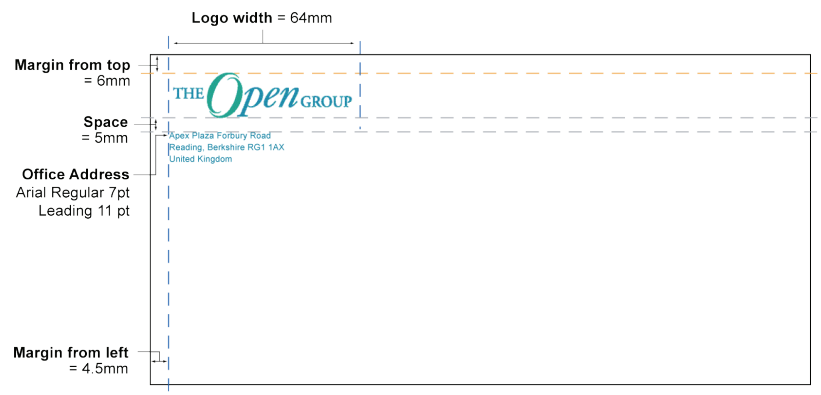 Logo width = 64mm
Margin from top
= 6mm
THE Open GROUP
Space
= 5mm
Apex Plaza Forbury Road
Reading, Berkshire RG1 1AX
United Kingdom
Office Address
Arial Regular 7pt
Leading 11 pt
Margin from left
= 4.5mm